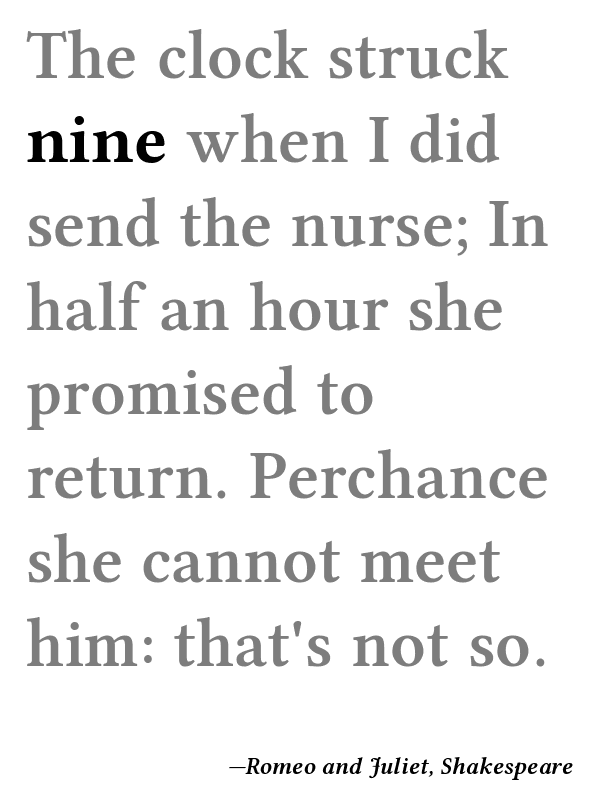 The clock struck
nine when I did
send the nurse; In
half an hour she
promised to
return. Perchance
she cannot meet
him: that's not so.
—Romeo and Juliet, Shakespeare